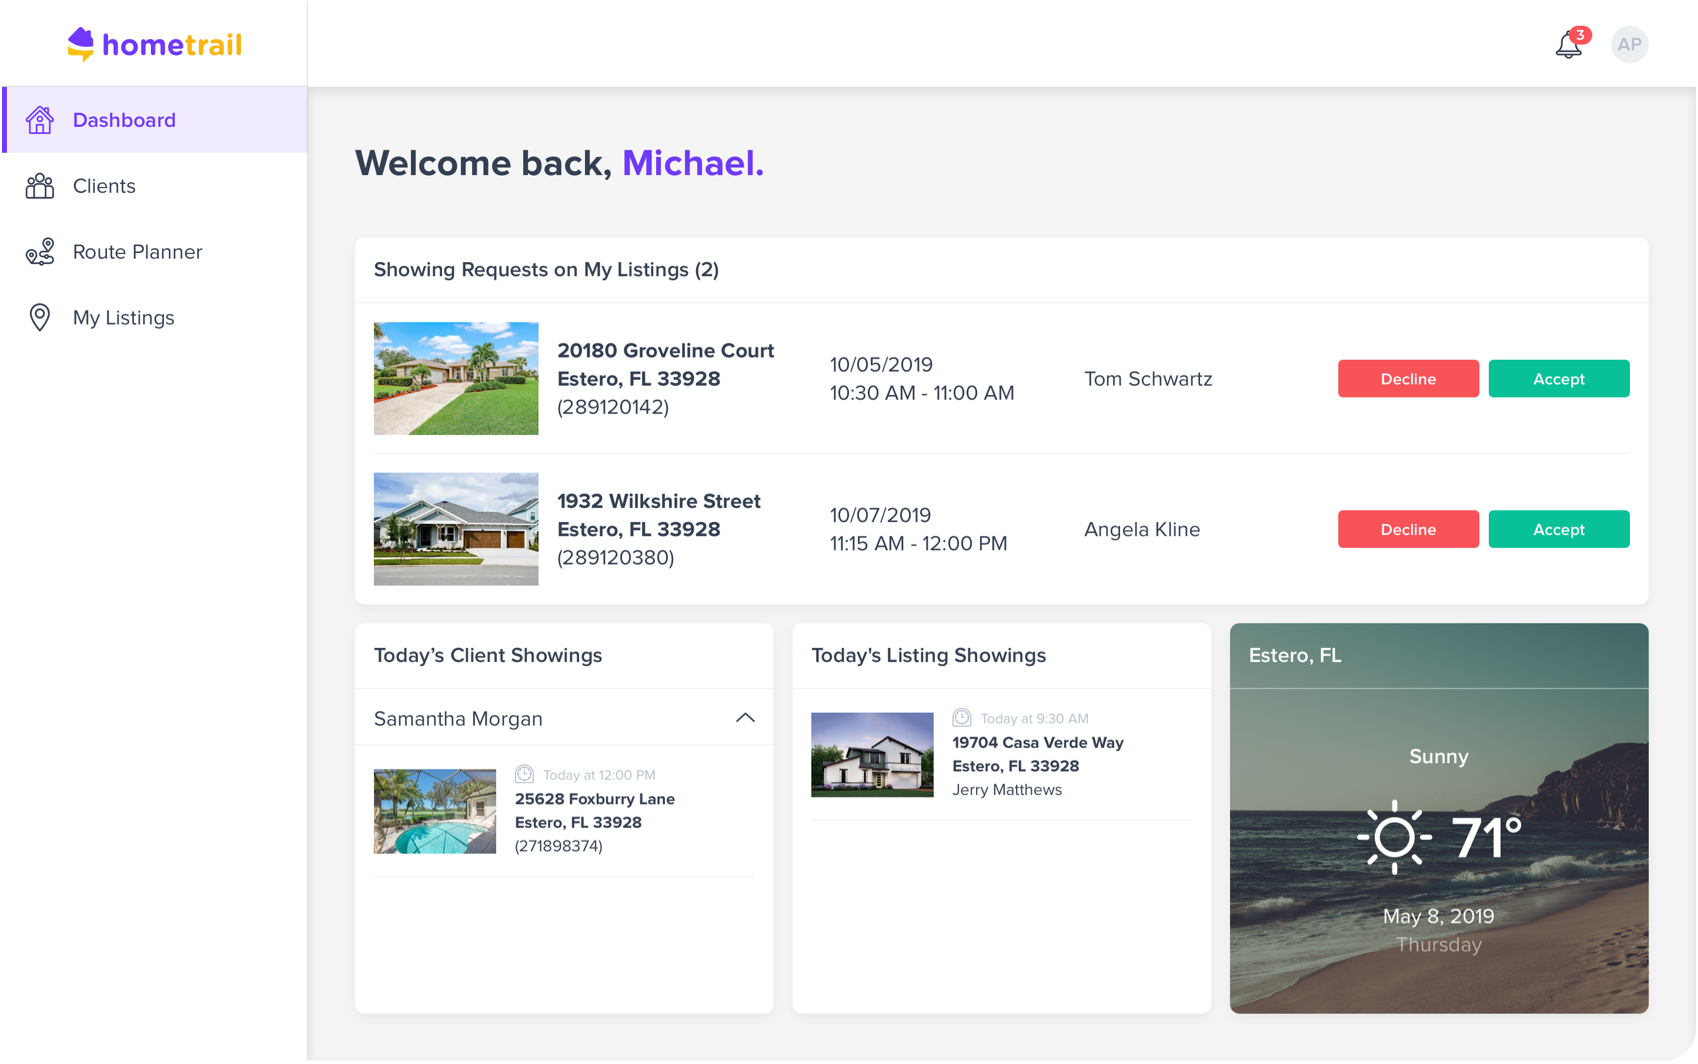 hometrail
3
AP
Dashboard
Clients
Route Planner
My Listings
Welcome back, Michael.
Showing Requests on My Listings (2)
20180 Groveline Court
Estero, FL 33928
(289120142)
10/05/2019
10:30 AM - 11:00 AM
Tom Schwartz
Decline
Accept
1932 Wilkshire Street
Estero, FL 33928
(289120380)
10/07/2019
11:15 AM - 12:00 PM
Angela Kline
Decline
Accept
Today’s Client Showings
Samantha Morgan
Today at 12:00 PM
25628 Foxburry Lane
Estero, FL 33928
(271898374)
Today's Listing Showings
Today at 9:30 AM
19704 Casa Verde Way
Estero, FL 33928
Jerry Matthews
Estero, FL
Sunny
71°
May 8, 2019
Thursday